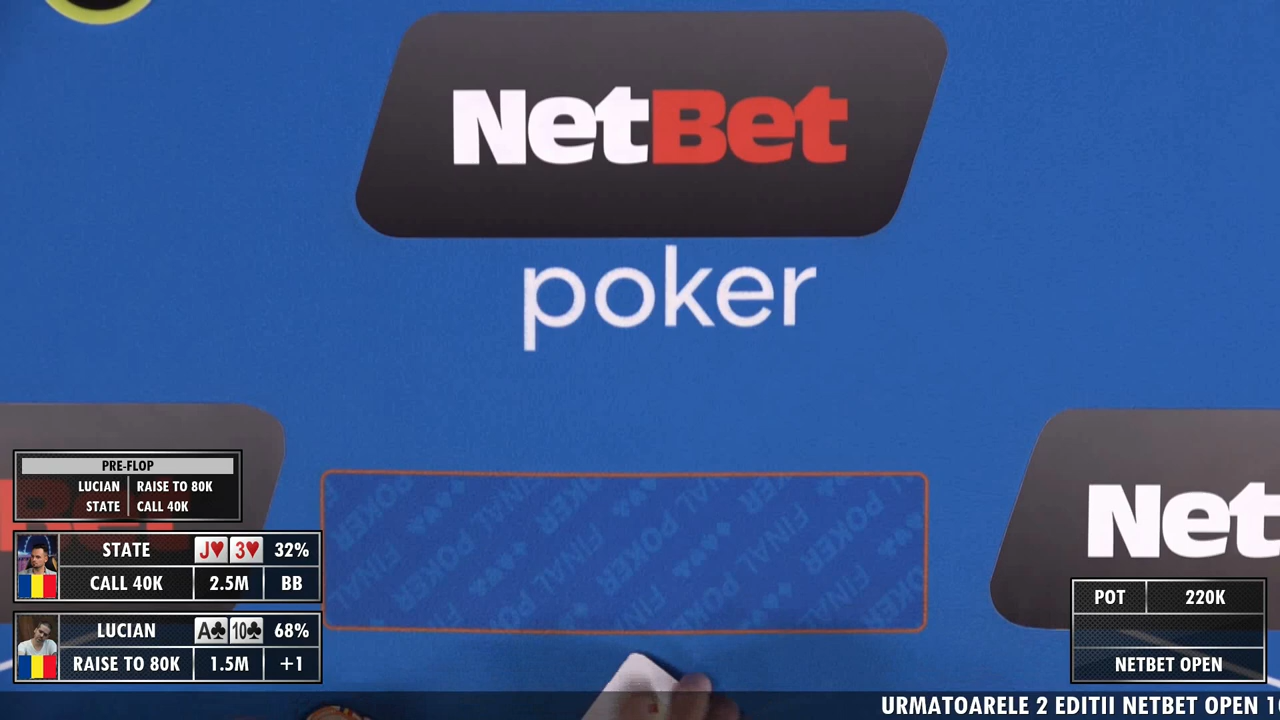 NetBet
poker
PRE-FLOP
LUCIAN RAISE TO 80K
STATE CALL 40K
STATE J♥ 3♥ 32%
CALL 40K 2.5M BB
LUCIAN A♣ 10♣ 68%
RAISE TO 80K 1.5M +1
Net
POT 220K
NETBET OPEN
URMATOARELE 2 EDITII NETBET OPEN